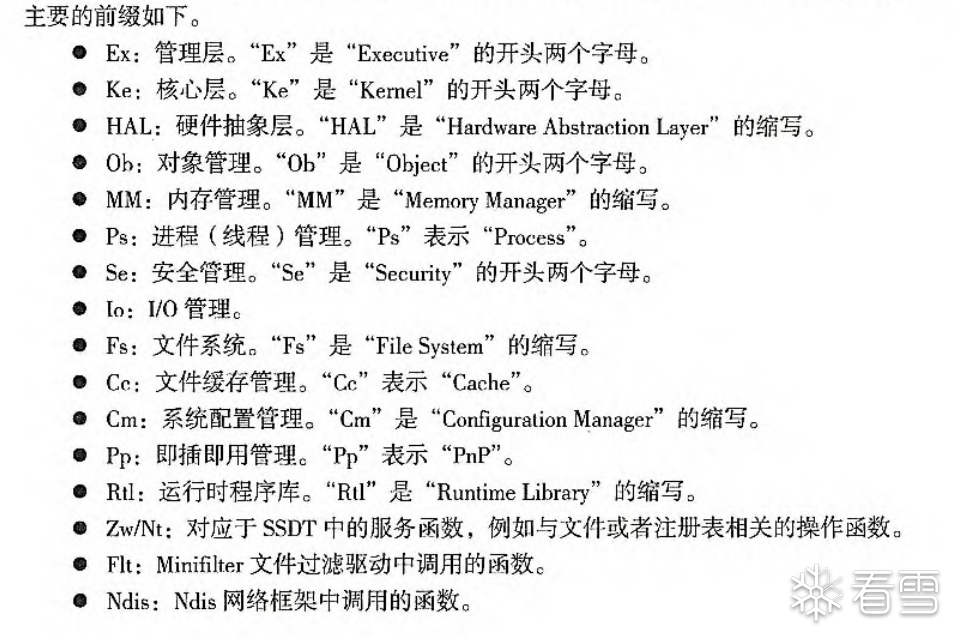 主要的前缀如下。
● Ex：管理层。“Ex”是“Executive”的开头两个字母。
● Ke：核心层。“Ke”是“Kernel”的开头两个字母。
● HAL：硬件抽象层。“HAL”是“Hardware Abstraction Layer”的缩写。
● Ob：对象管理。“Ob”是“Object”的开头两个字母。
● MM：内存管理。“MM”是“Memory Manager”的缩写。
● Ps：进程（线程）管理。“Ps”表示“Process”。
● Se：安全管理。“Se”是“Security”的开头两个字母。
● Io：I/O 管理。
● Fs：文件系统。“Fs”是“File System”的缩写。
● Cc：文件缓存管理。“Cc”表示“Cache”。
● Cm：系统配置管理。“Cm”是“Configuration Manager”的缩写。
● Pp：即插即用管理。“Pp”表示“PnP”。
● Rtl：运行时程序库。“Rtl”是“Runtime Library”的缩写。
● Zw/Nt：对应于 SSDT 中的服务函数，例如与文件或者注册表相关的操作函数。
● Flt：Minifilter 文件过滤驱动中调用的函数。
● Ndis：Ndis 网络框架中调用的函数。
看雪